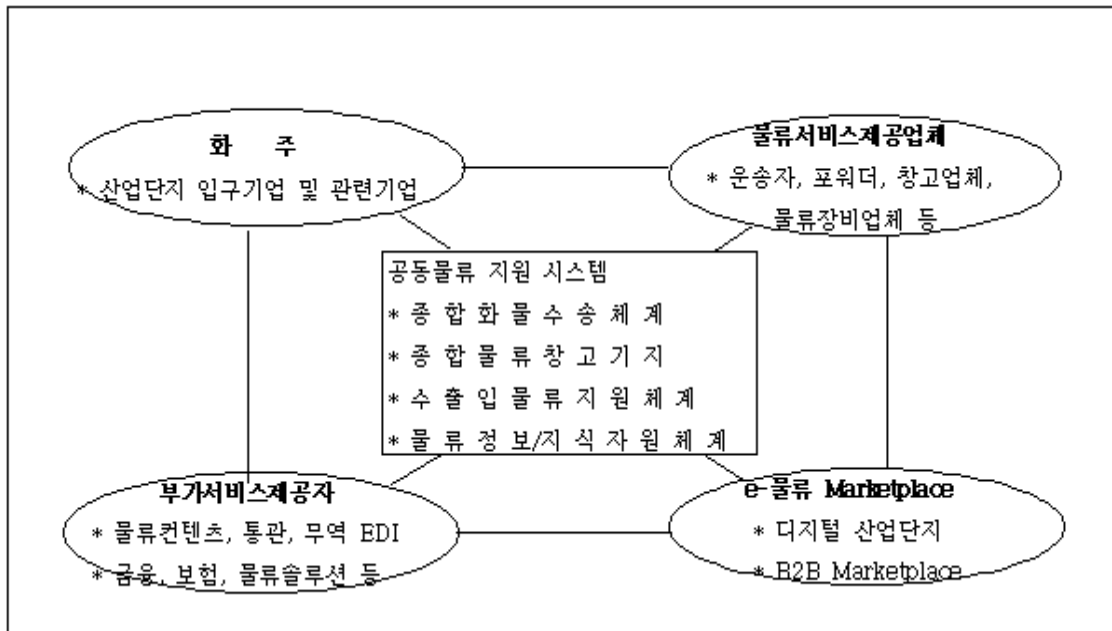 화 주
* 산업단지 입구기업 및 관련기업
물류서비스제공업체
* 운송자, 포워더, 창고업체,
물류장비업체 등
공동물류 지원 시스템
* 종 합 화 물 수 송 체 계
* 종 합 물 류 창 고 기 지
* 수 출 입 물 류 지 원 체 계
* 물 류 정 보/지 식 자 원 체 계
부가서비스제공자
* 물류컨텐츠, 통관, 무역 EDI
* 금융, 보험, 물류솔루션 등
e-물류 Marketplace
* 디지털 산업단지
* B2B Marketplace